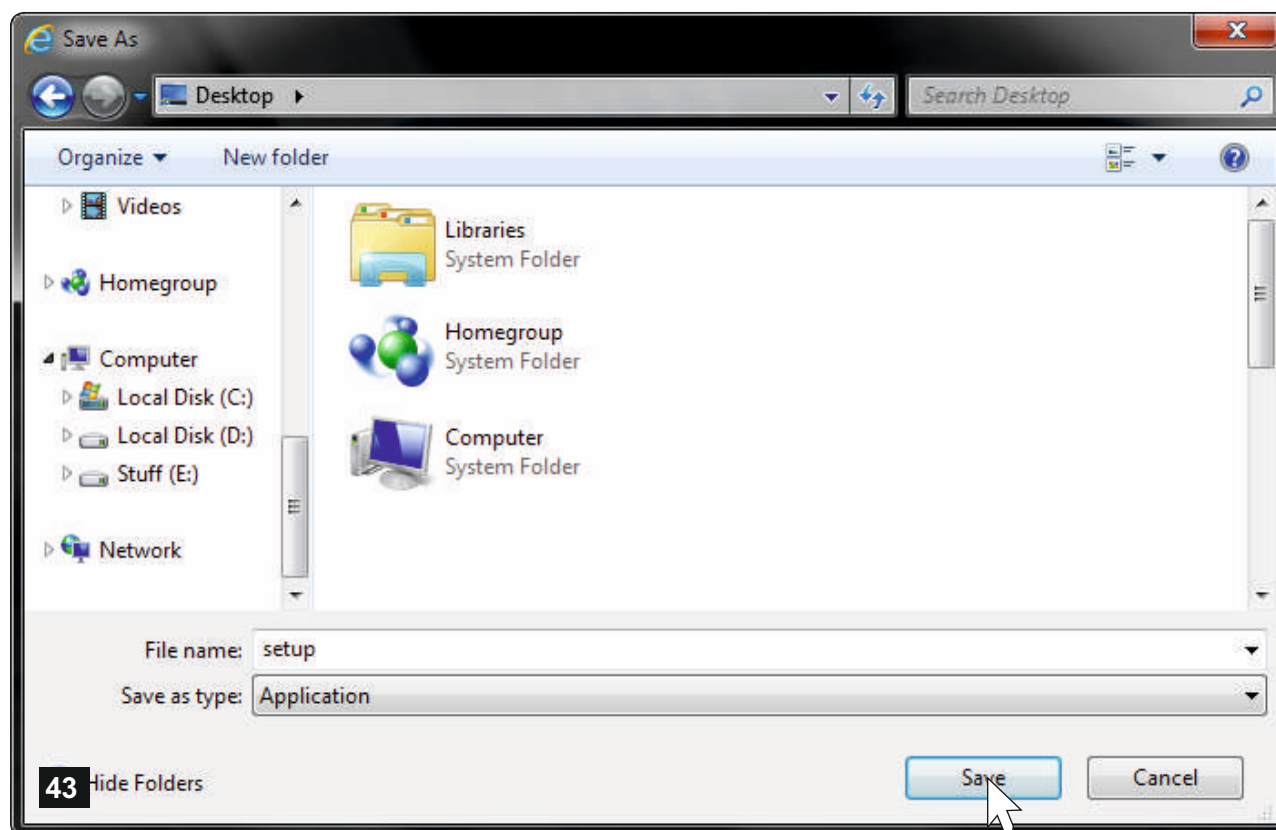 Save As
Desktop
Search Desktop
Organize
New folder
Videos
Homegroup
Computer
Local Disk (C:)
Local Disk (D:)
Stuff (E:)
Network
Libraries
System Folder
Homegroup
System Folder
Computer
System Folder
File name: setup
Save as type: Application
43
Hide Folders
Save
Cancel